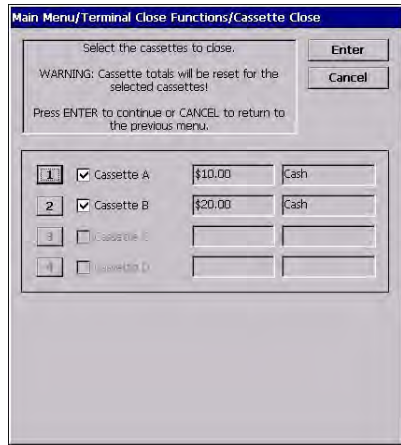 Main Menu/Terminal Close Functions/Cassette Close
Select the cassettes to close.
WARNING: Cassette totals will be reset for the
selected cassettes!
Press ENTER to continue or CANCEL to return to
the previous menu.
Enter
Cancel
1 Cassette A $10.00 Cash
2 Cassette B $20.00 Cash
3 Cassette C
4 Cassette D